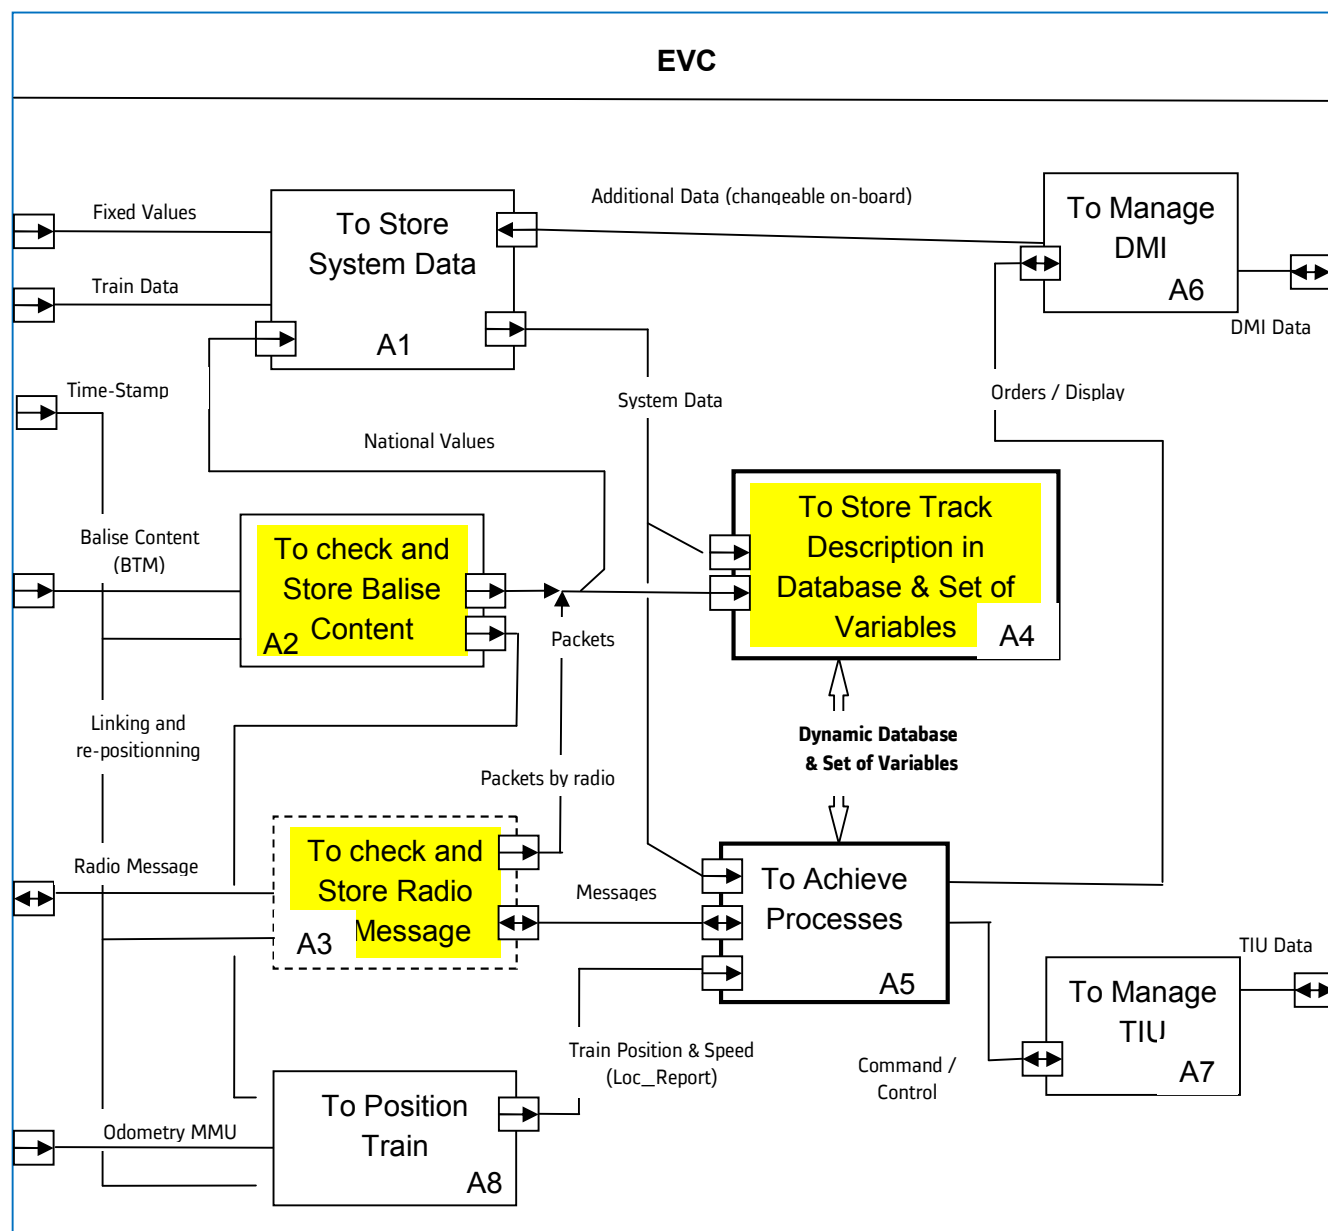 EVC
Fixed Values
To Store
System Data
A1
Additional Data (changeable on-board)
To Manage
DMI
A6
Train Data
DMI Data
Time-Stamp
System Data
Orders / Display
National Values
Balise Content
(BTM)
To check and
Store Balise
Content
A2
To Store Track
Description in
Database & Set of
Variables
A4
Packets
Linking and
re-positionning
Dynamic Database
& Set of Variables
Packets by radio
Radio Message
To check and
Store Radio
Message
A3
Messages
To Achieve
Processes
A5
TIU Data
To Manage
TIU
A7
Train Position & Speed
(Loc_Report)
Command /
Control
Odometry MMU
To Position
Train
A8